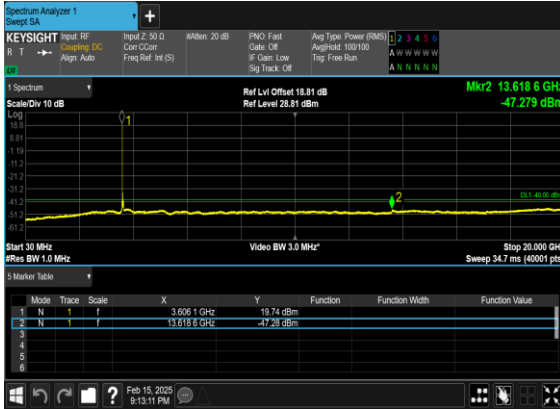 Spectrum Analyzer 1
Swept SA
+
KEYSIGHT
R T
LXI
Input: RF
Coupling: DC
Align: Auto
Input Z: 50 Ω
Corr CCorr
Freq Ref: Int (S)
#Atten: 20 dB
PNO: Fast
Gate: Off
IF Gain: Low
Sig Track: Off
Avg Type: Power (RMS)
Avg|Hold: 100/100
Trig: Free Run
1 2 3 4 5 6
A W W W W W
A N N N N N
1 Spectrum
Scale/Div 10 dB
Ref Lvl Offset 18.81 dB
Ref Level 28.81 dBm
Mkr2 13.618 6 GHz
-47.279 dBm
Log
18.8
8.81
-1.19
-11.2
-21.2
-31.2
-41.2
-51.2
-61.2
1
2
DL1 -40.00 dBm
Start 30 MHz
#Res BW 1.0 MHz
Video BW 3.0 MHz*
Stop 20.000 GHz
Sweep 34.7 ms (40001 pts)
5 Marker Table
Mode Trace Scale X Y Function Function Width Function Value
1 N 1 f 3.606 1 GHz 19.74 dBm
2 N 1 f 13.618 6 GHz -47.28 dBm
3
4
5
6
?
Feb 15, 2025
9:13:11 PM